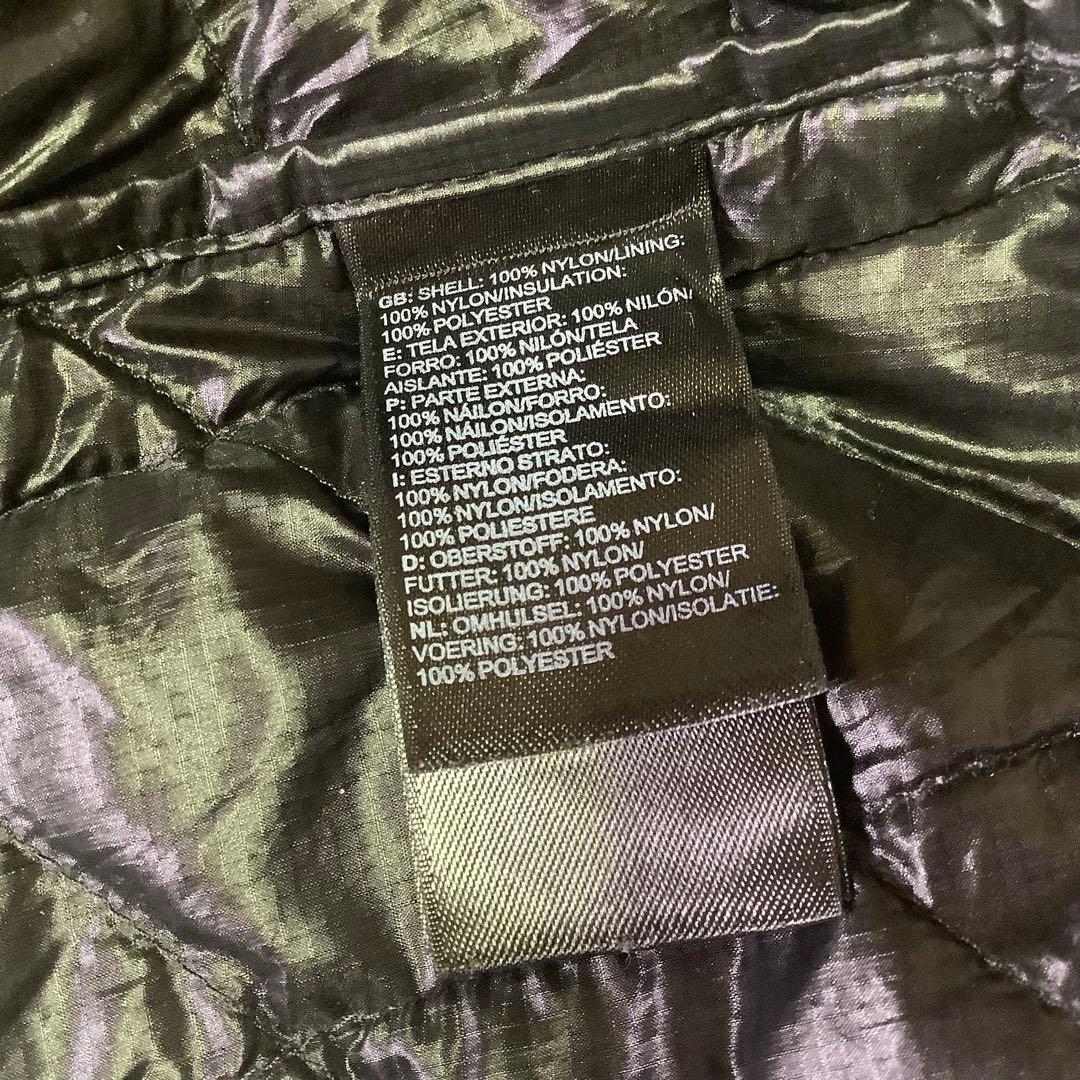 GB: SHELL: 100% NYLON/LINING:
100% NYLON/INSULATION:
100% POLYESTER
E: TELA EXTERIOR: 100% NILÓN/
FORRO: 100% NILÓN/TELA
AISLANTE: 100% POLIÉSTER
P: PARTE EXTERNA:
100% NÁILON/FORRO:
100% NÁILON/ISOLAMENTO:
100% POLIÉSTER
I: ESTERNO STRATO:
100% NYLON/FODERA:
100% NYLON/ISOLAMENTO:
100% POLIESTERE
D: OBERSTOFF: 100% NYLON/
FUTTER: 100% NYLON/
ISOLIERUNG: 100% POLYESTER
NL: OMHULSEL: 100% NYLON/
VOERING: 100% NYLON/ISOLATIE:
100% POLYESTER